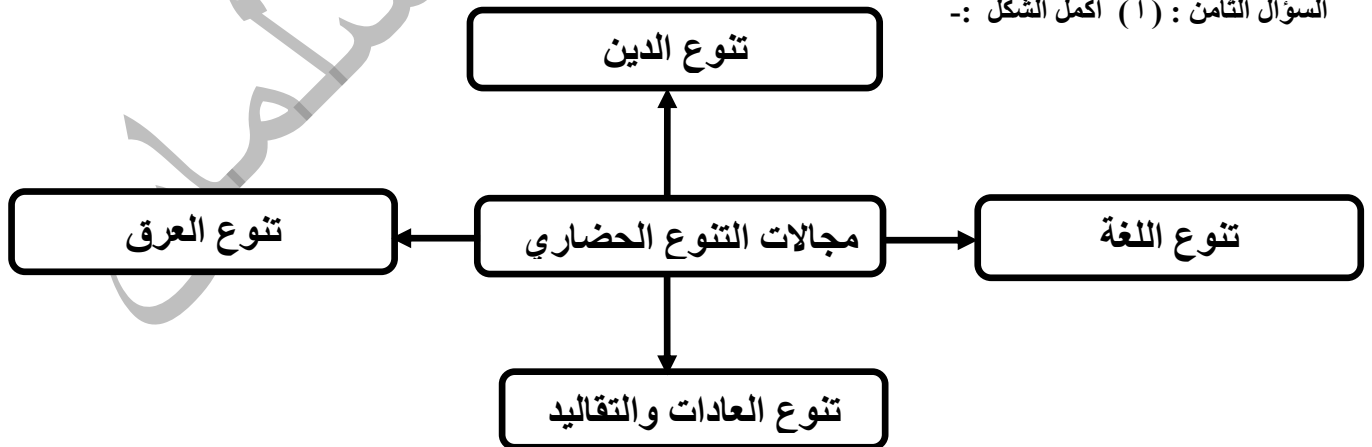 السؤال الثامن : ( أ ) أكمل الشكل :-
تنوع الدين
تنوع اللغة
مجالات التنوع الحضاري
تنوع العرق
تنوع العادات والتقاليد